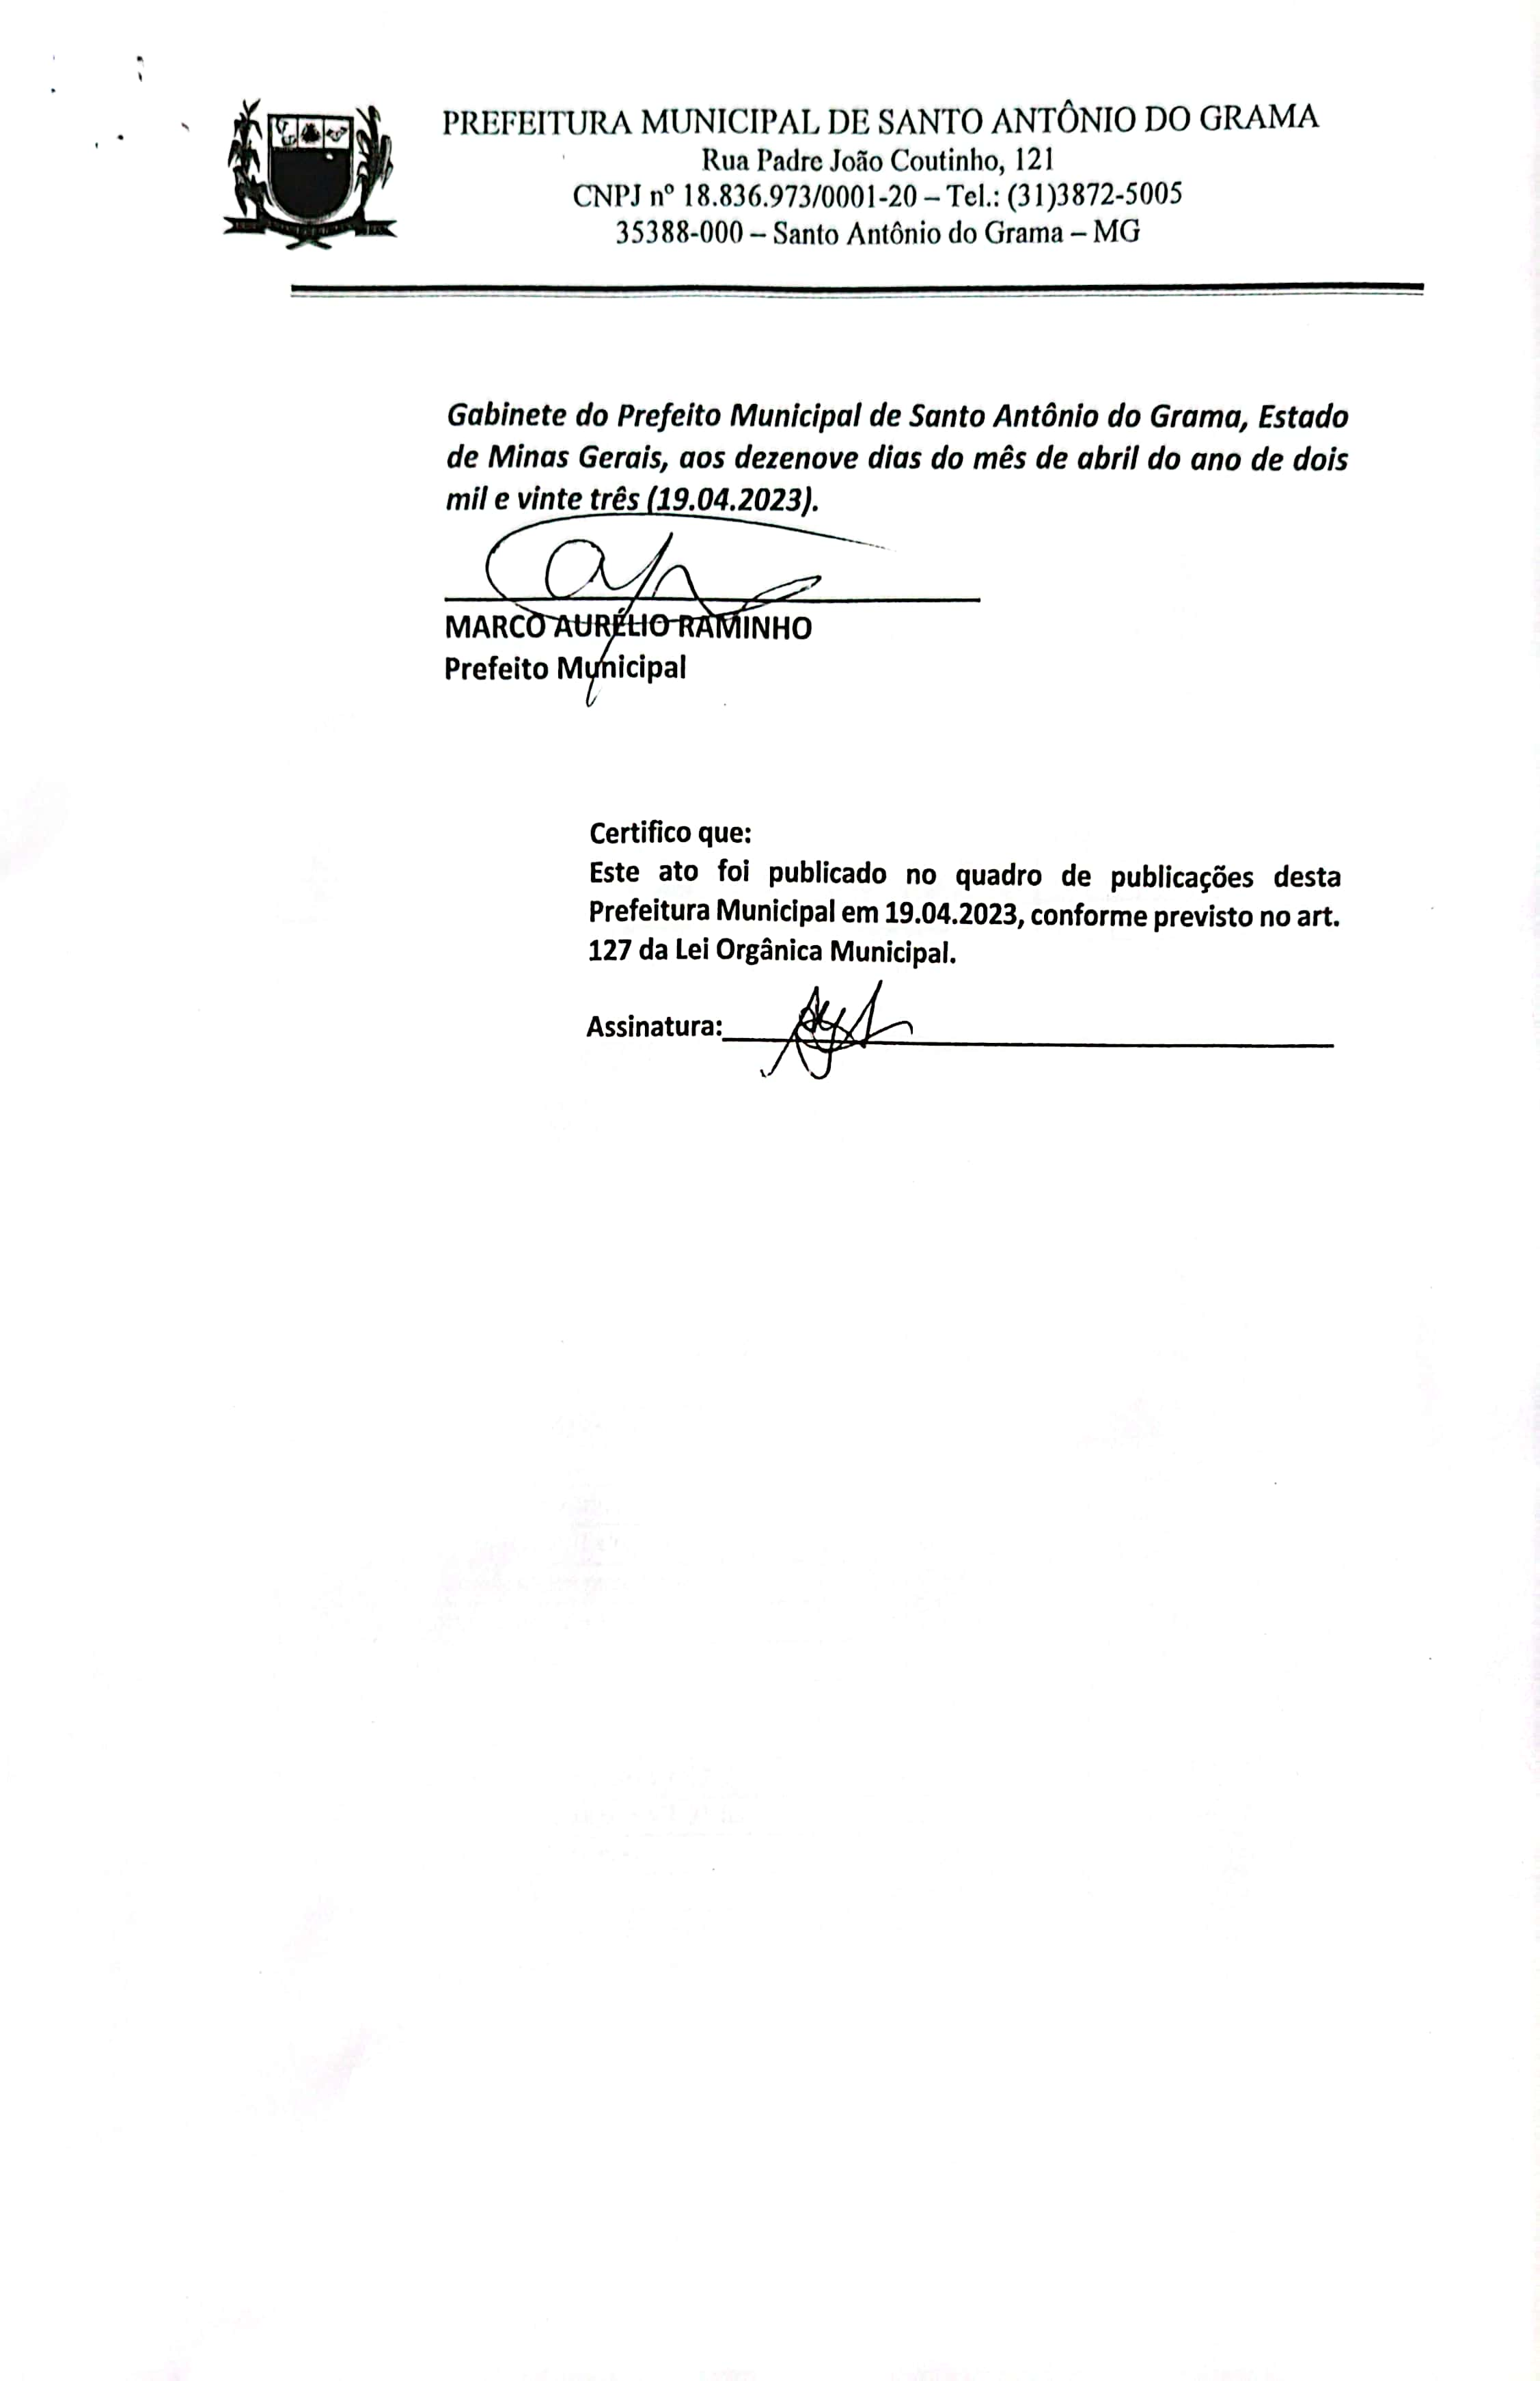 PREFEITURA MUNICIPAL DE SANTO ANTÔNIO DO GRAMA
Rua Padre João Coutinho, 121
CNPJ nº 18.836.973/0001-20 – Tel.: (31)3872-5005
35388-000 – Santo Antônio do Grama – MG
Gabinete do Prefeito Municipal de Santo Antônio do Grama, Estado
de Minas Gerais, aos dezenove dias do mês de abril do ano de dois
mil e vinte três (19.04.2023).
MARCO AURÉLIO RAMINHO
Prefeito Municipal
Certifico que:
Este ato foi publicado no quadro de publicações desta
Prefeitura Municipal em 19.04.2023, conforme previsto no art.
127 da Lei Orgânica Municipal.
Assinatura: